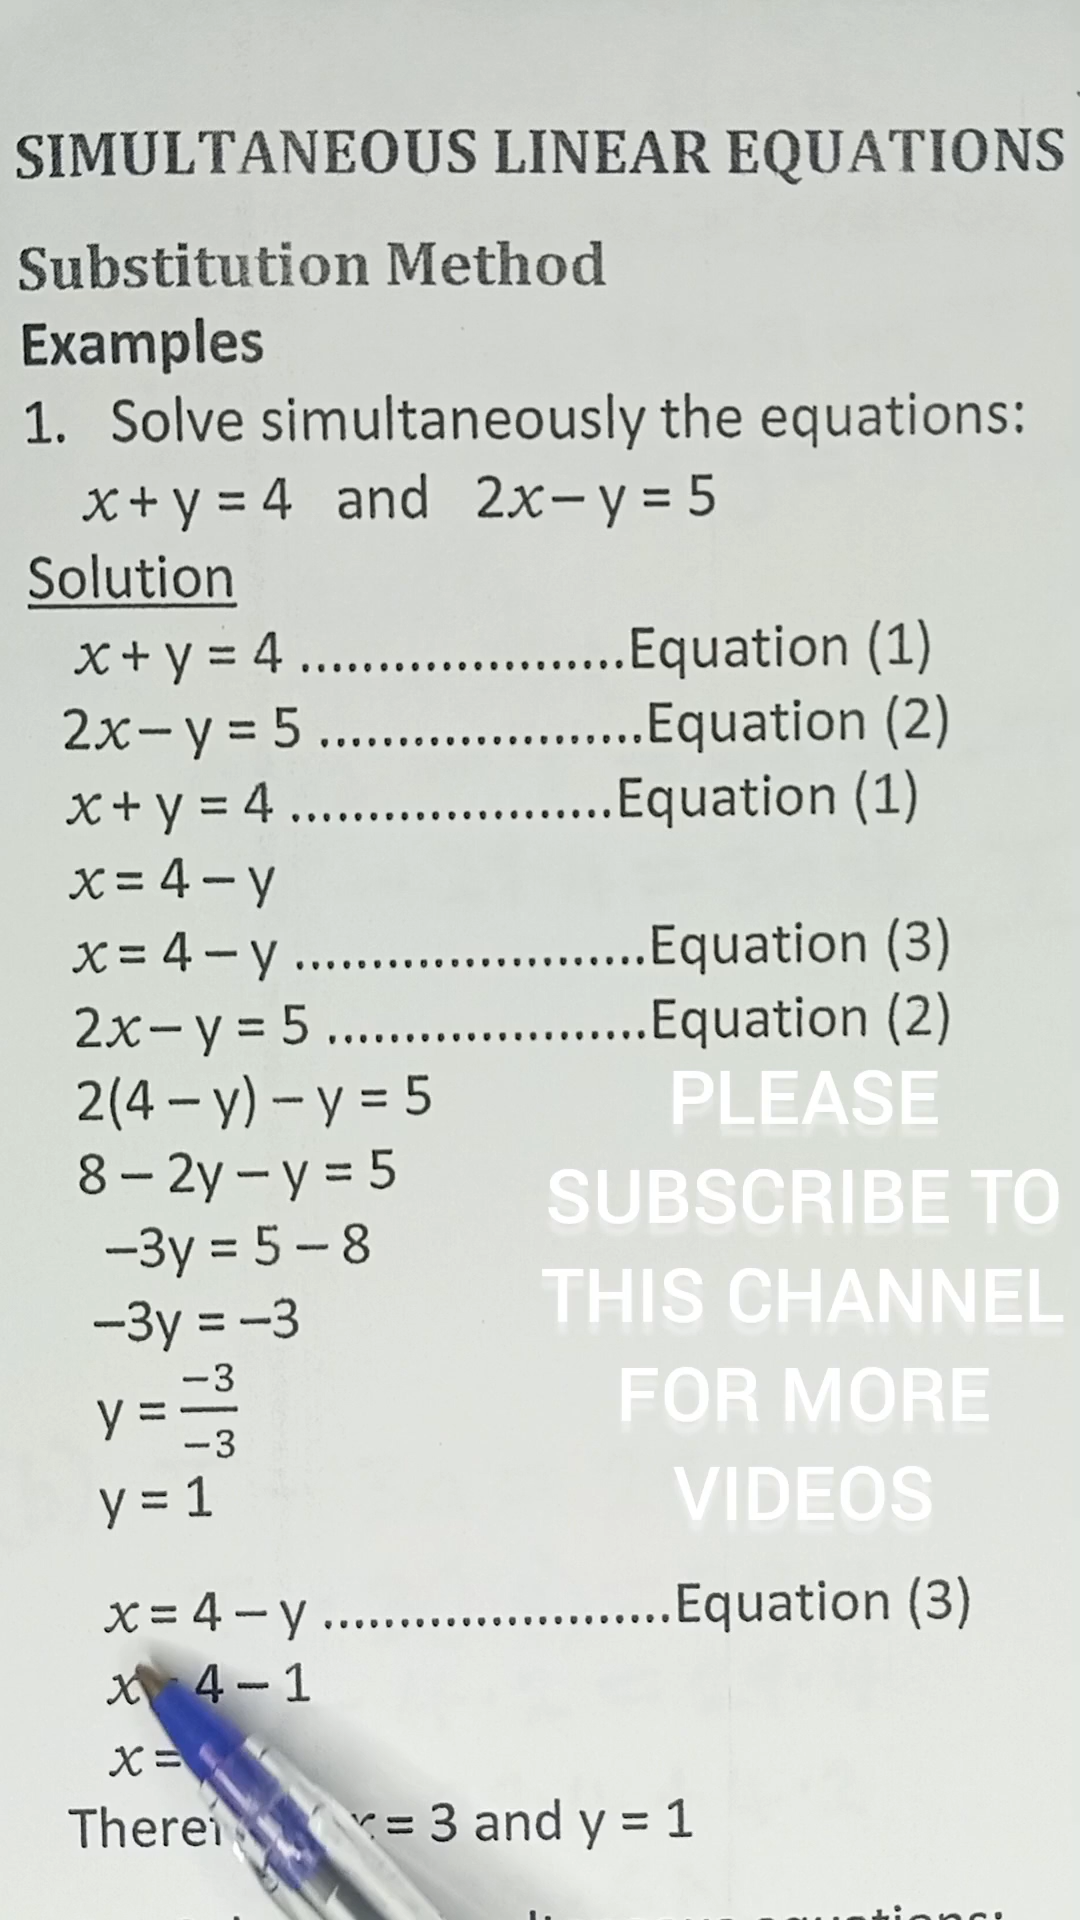 SIMULTANEOUS LINEAR EQUATIONS
Substitution Method
Examples
1. Solve simultaneously the equations:
x + y = 4 and 2x – y = 5
Solution
x + y = 4 .....................Equation (1)
2x – y = 5 .....................Equation (2)
x + y = 4 .....................Equation (1)
x = 4 – y
x = 4 – y .......................Equation (3)
2x – y = 5 .....................Equation (2)
2(4 – y) – y = 5
8 – 2y – y = 5
–3y = 5 – 8
–3y = –3
y = –3/–3
y = 1
x = 4 – y .......................Equation (3)
x 4 – 1
x =
x = 3 and y = 1
PLEASE
SUBSCRIBE TO
THIS CHANNEL
FOR MORE
VIDEOS